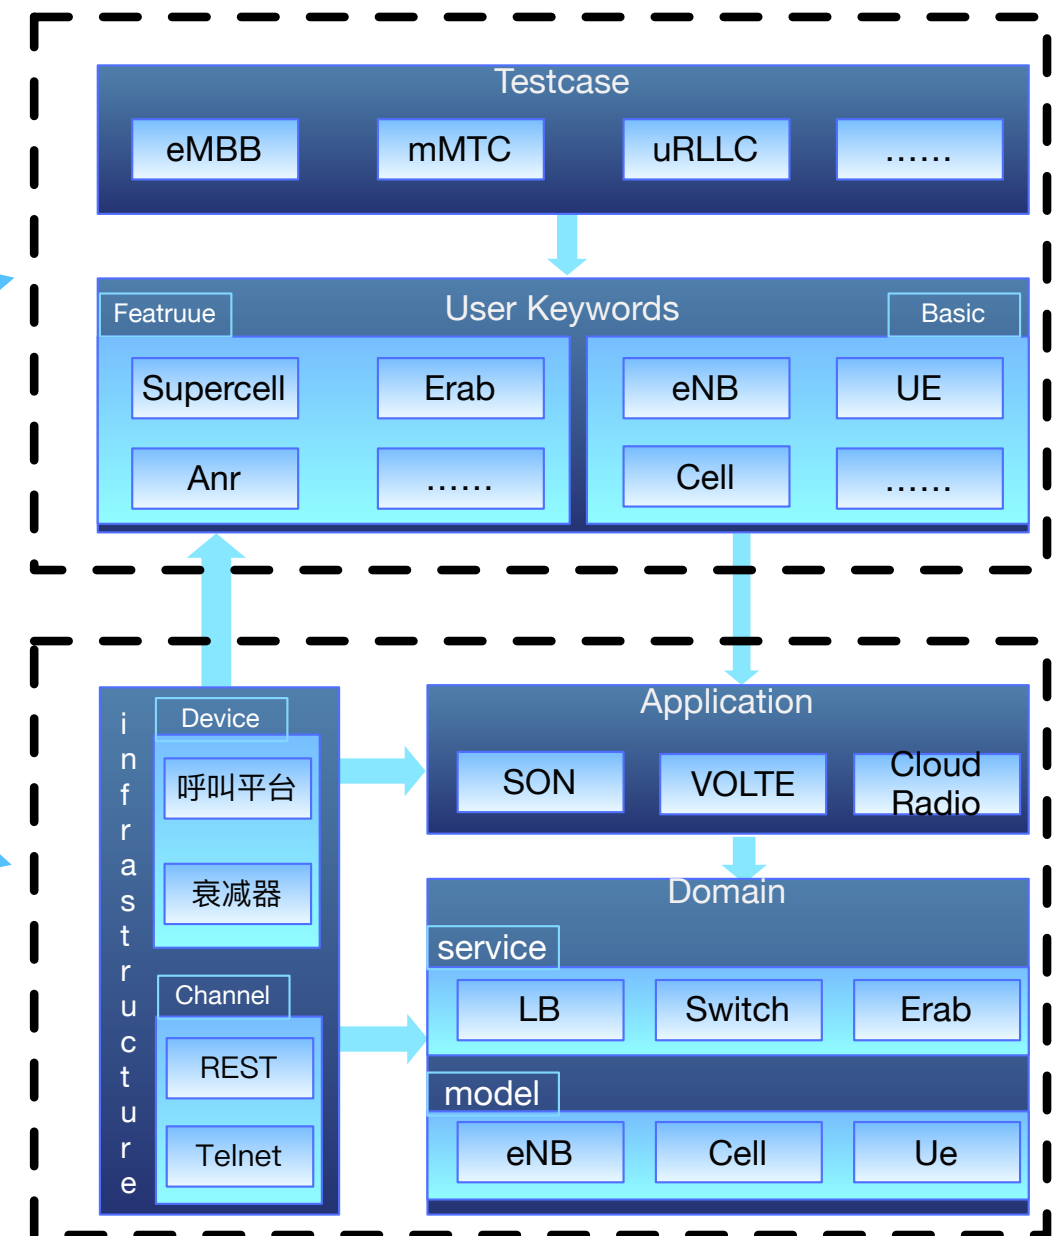 Testcase
eMBB
mMTC
uRLLC
......
Featruue
User Keywords
Basic
Supercell
Erab
eNB
UE
Anr
......
Cell
......
infrastructure
Device
呼叫平台
衰减器
Channel
REST
Telnet
Application
SON
VOLTE
Cloud
Radio
Domain
service
LB
Switch
Erab
model
eNB
Cell
Ue